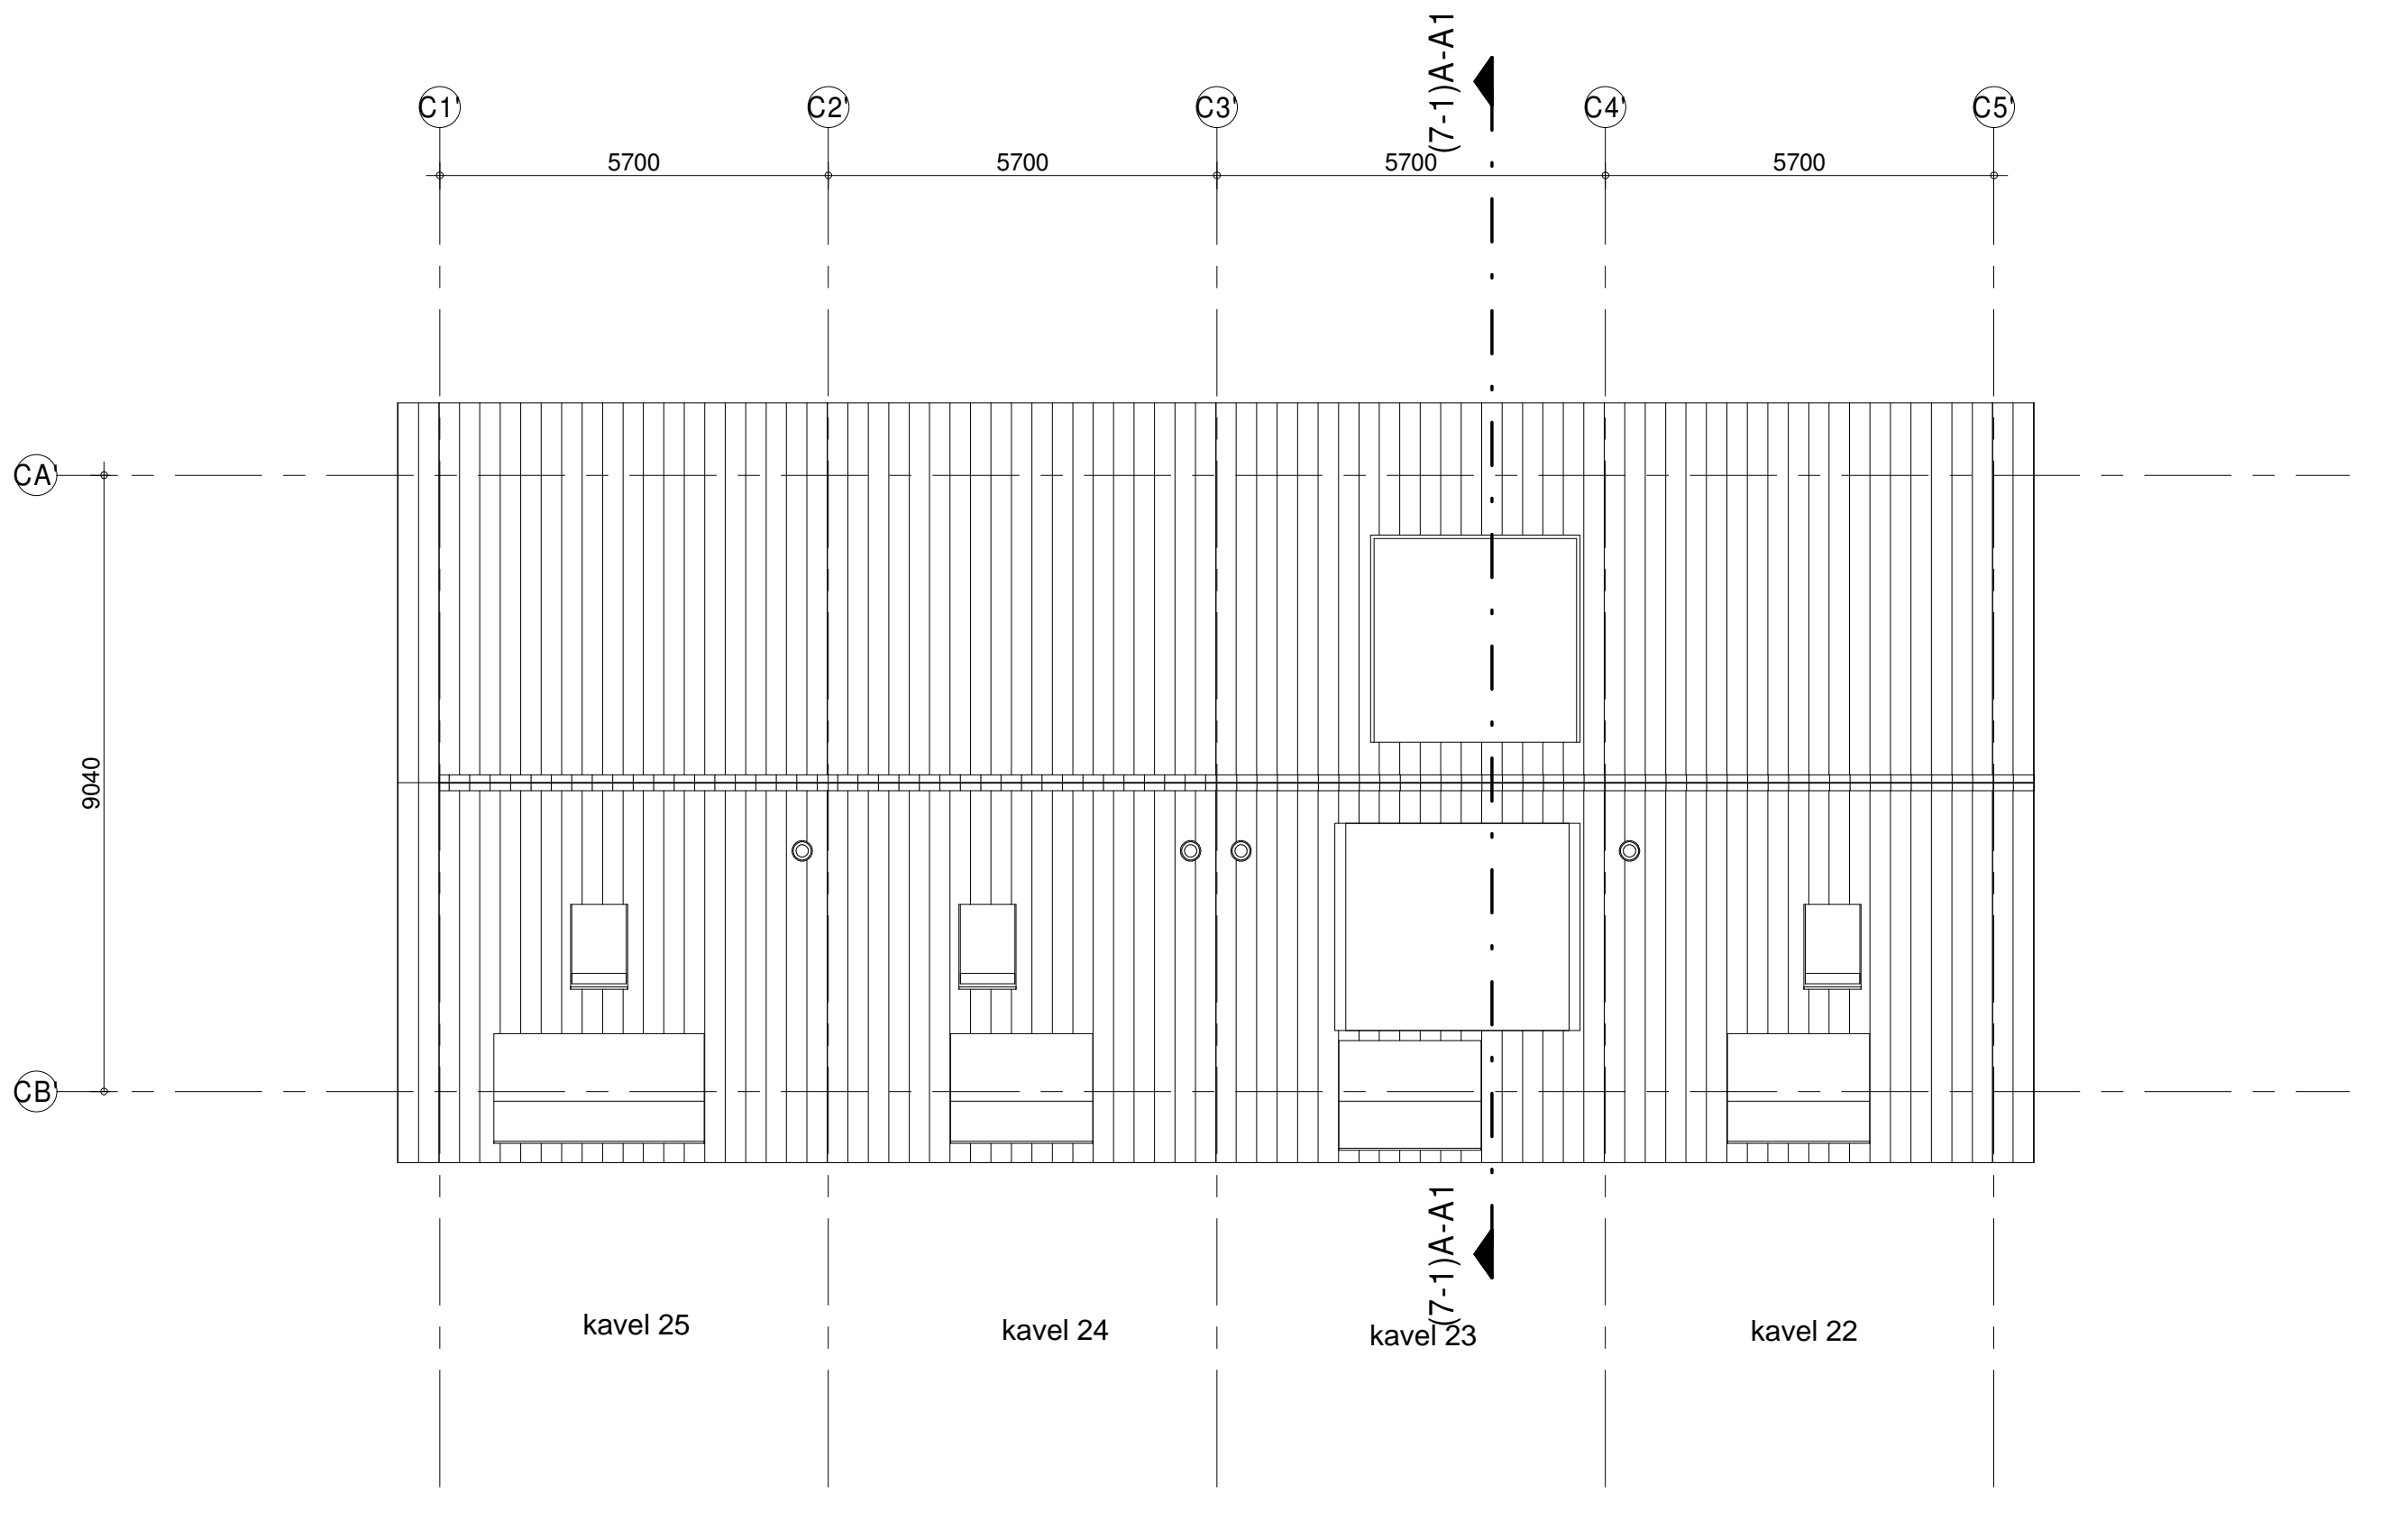 (7-1)A-A1
C1'
C2'
C3'
C4'
C5'
5700
5700
5700
5700
CA'
9040
CB'
(7-1)A-A1
kavel 25
kavel 24
kavel 23
kavel 22